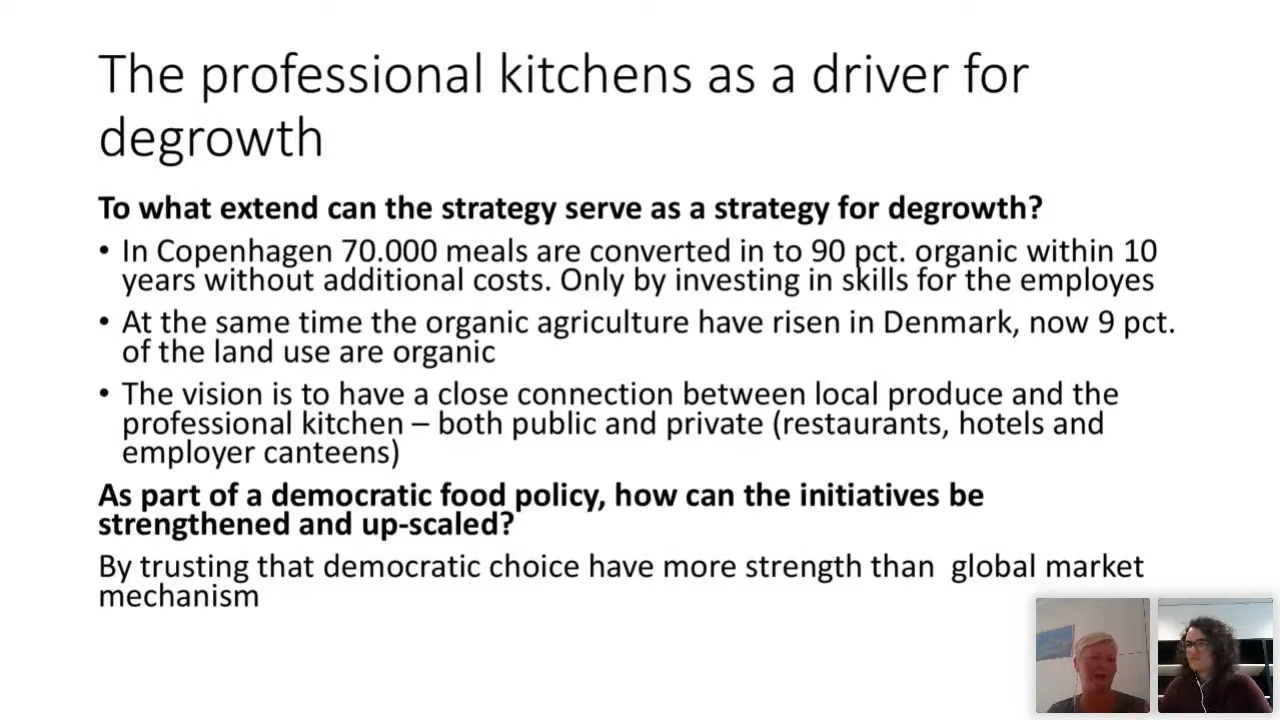 The professional kitchens as a driver for
degrowth
To what extend can the strategy serve as a strategy for degrowth?
• In Copenhagen 70.000 meals are converted in to 90 pct. organic within 10
years without additional costs. Only by investing in skills for the employes
• At the same time the organic agriculture have risen in Denmark, now 9 pct.
of the land use are organic
• The vision is to have a close connection between local produce and the
professional kitchen – both public and private (restaurants, hotels and
employer canteens)
As part of a democratic food policy, how can the initiatives be
strengthened and up-scaled?
By trusting that democratic choice have more strength than  global market
mechanism